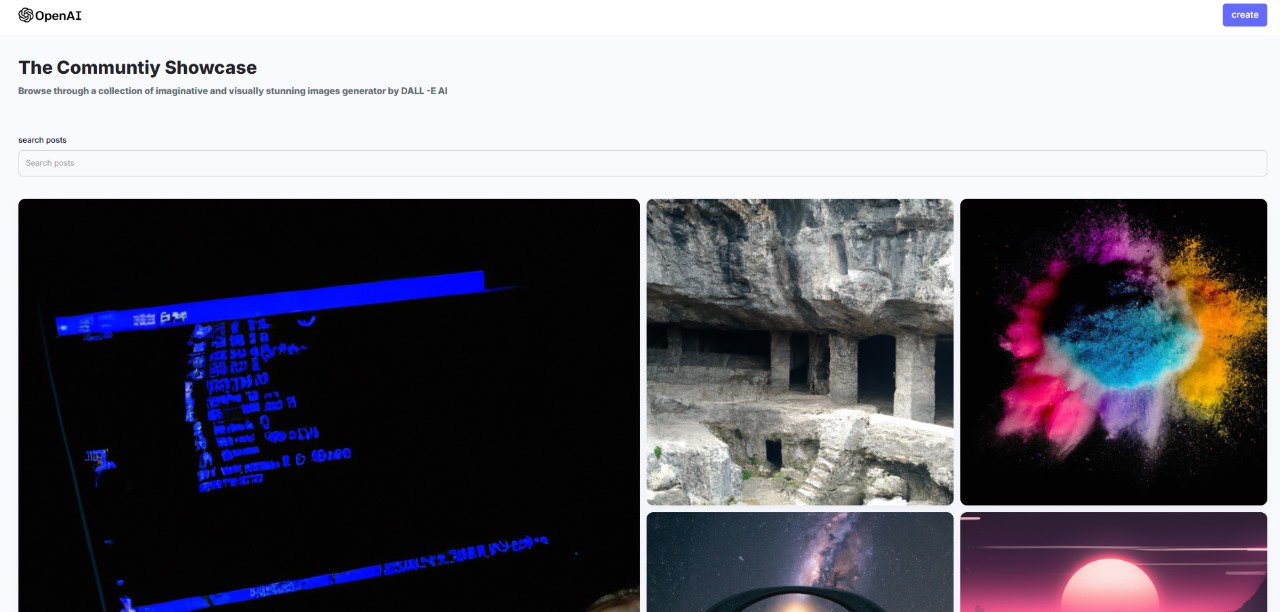 OpenAI
create
The Communtiy Showcase
Browse through a collection of imaginative and visually stunning images generator by DALL -E AI
search posts
Search posts